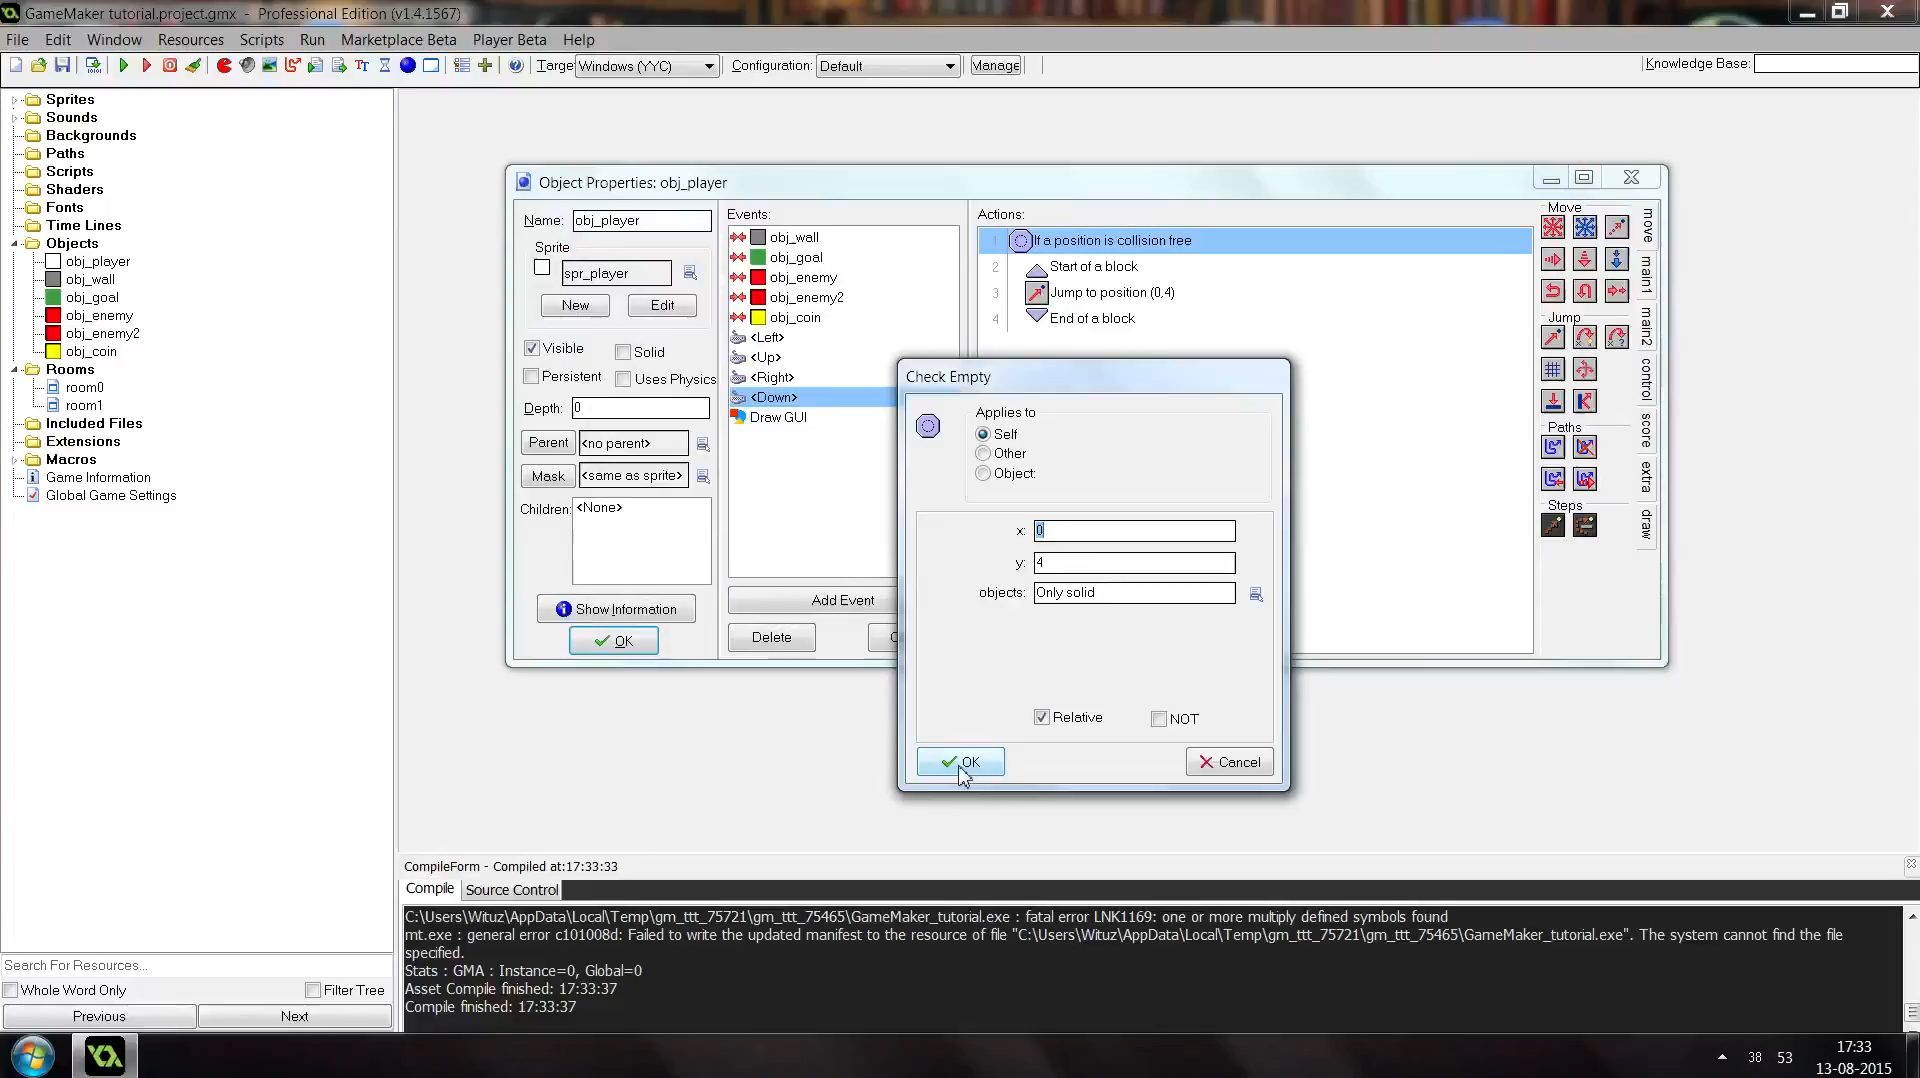 GameMaker tutorial.project.gmx - Professional Edition (v1.4.1567)
File Edit Window Resources Scripts Run Marketplace Beta Player Beta Help
Target Windows (YYC) Configuration: Default Manage Knowledge Base:
Sprites
Sounds
Backgrounds
Paths
Scripts
Shaders
Fonts
Time Lines
Objects
obj_player
obj_wall
obj_goal
obj_enemy
obj_enemy2
obj_coin
Rooms
room0
room1
Included Files
Extensions
Macros
Game Information
Global Game Settings
Search For Resources...
Whole Word Only Filter Tree
Previous Next
Object Properties: obj_player
Name: obj_player
Sprite
spr_player
New Edit
Visible Solid
Persistent Uses Physics
Depth: 0
Parent <no parent>
Mask <same as sprite>
Children: <None>
Show Information
OK
Events:
obj_wall
obj_goal
obj_enemy
obj_enemy2
obj_coin
<Left>
<Up>
<Right>
<Down>
Draw GUI
Add Event
Delete
Actions:
1 If a position is collision free
2 Start of a block
3 Jump to position (0,4)
4 End of a block
Move
Jump
Paths
Steps
move
main1
main2
control
score
extra
draw
Check Empty
Applies to
Self
Other
Object:
x: 0
y: 4
objects: Only solid
Relative NOT
OK Cancel
CompileForm - Compiled at:17:33:33
Compile Source Control
C:\Users\Wituz\AppData\Local\Temp\gm_ttt_75721\gm_ttt_75465\GameMaker_tutorial.exe : fatal error LNK1169: one or more multiply defined symbols found
mt.exe : general error c101008d: Failed to write the updated manifest to the resource of file "C:\Users\Wituz\AppData\Local\Temp\gm_ttt_75721\gm_ttt_75465\GameMaker_tutorial.exe". The system cannot find the file
specified.
Stats : GMA : Instance=0, Global=0
Asset Compile finished: 17:33:37
Compile finished: 17:33:37
38 53
17:33
13-08-2015